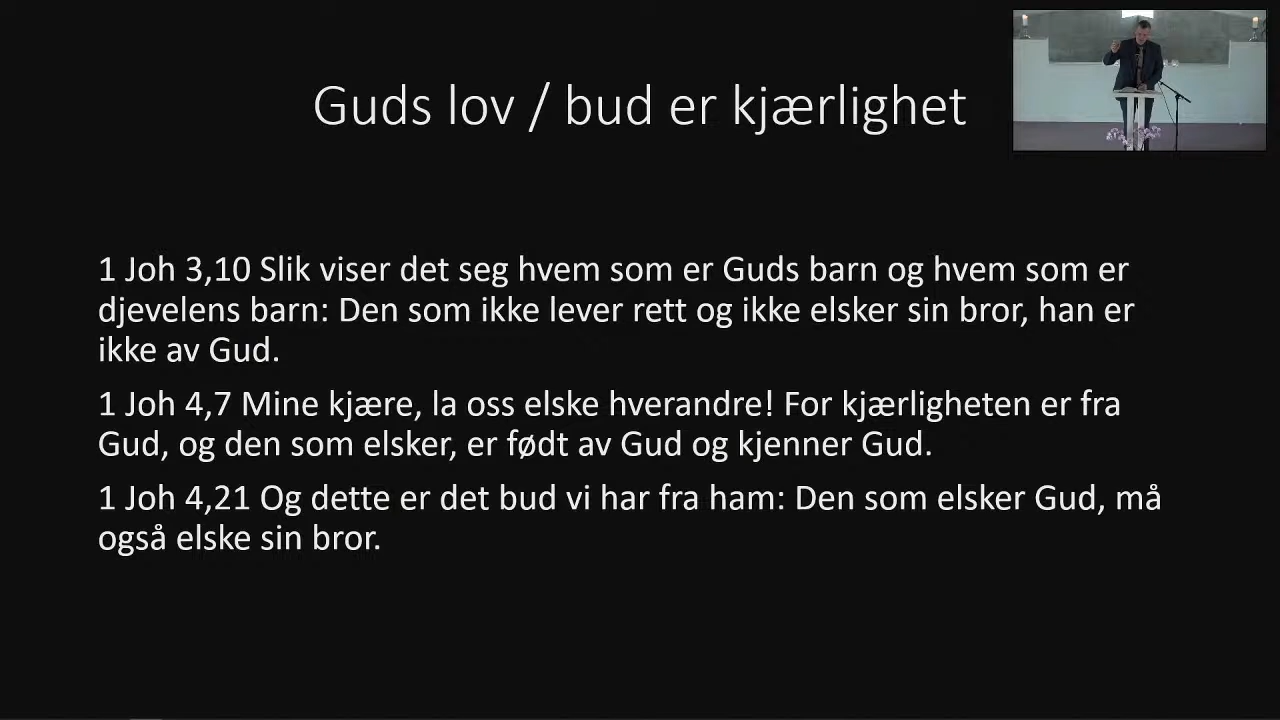 Guds lov / bud er kjærlighet
1 Joh 3,10 Slik viser det seg hvem som er Guds barn og hvem som er
djevelens barn: Den som ikke lever rett og ikke elsker sin bror, han er
ikke av Gud.
1 Joh 4,7 Mine kjære, la oss elske hverandre! For kjærligheten er fra
Gud, og den som elsker, er født av Gud og kjenner Gud.
1 Joh 4,21 Og dette er det bud vi har fra ham: Den som elsker Gud, må
også elske sin bror.